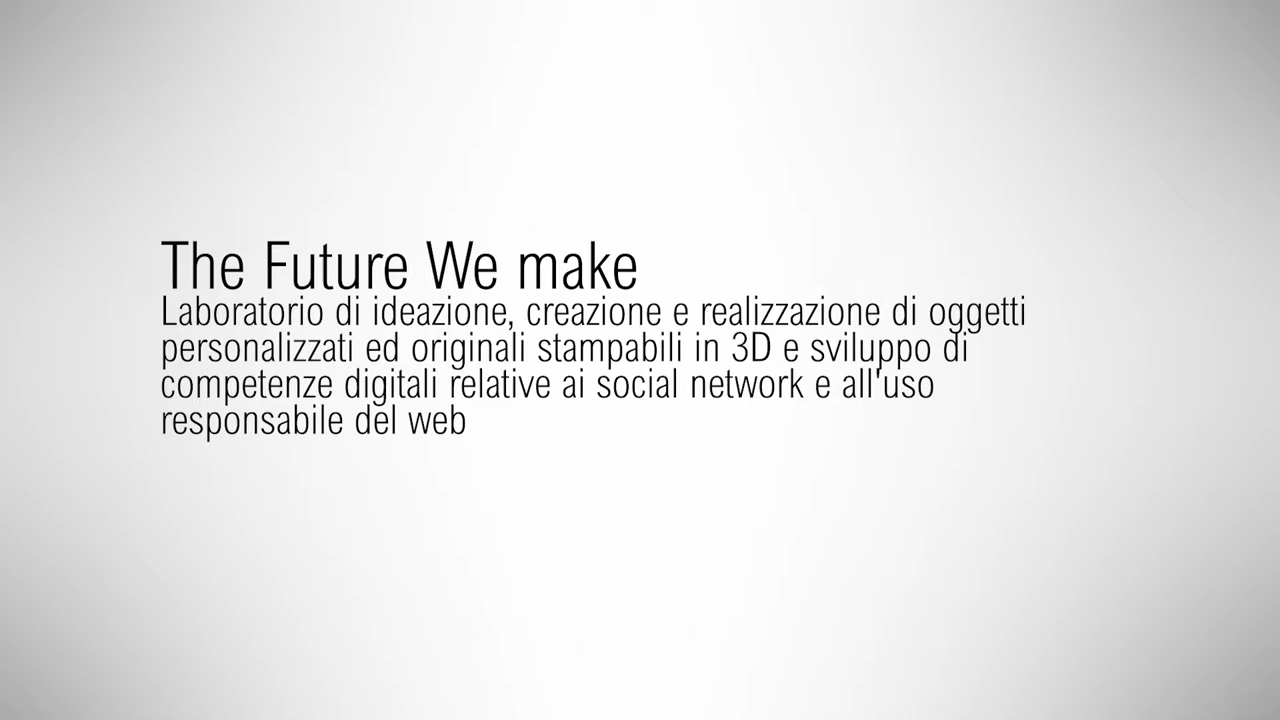 The Future We make
Laboratorio di ideazione, creazione e realizzazione di oggetti
personalizzati ed originali stampabili in 3D e sviluppo di
competenze digitali relative ai social network e all'uso
responsabile del web